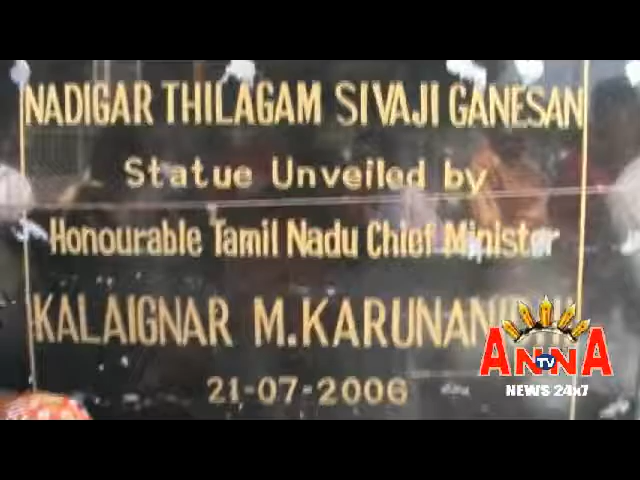 NADIGAR THILAGAM SIVAJI GANESAN
Statue Unveiled by
Honourable Tamil Nadu Chief Minister
KALAIGNAR M.KARUNAN
21-07-2006
ANNA
TV
NEWS 24x7